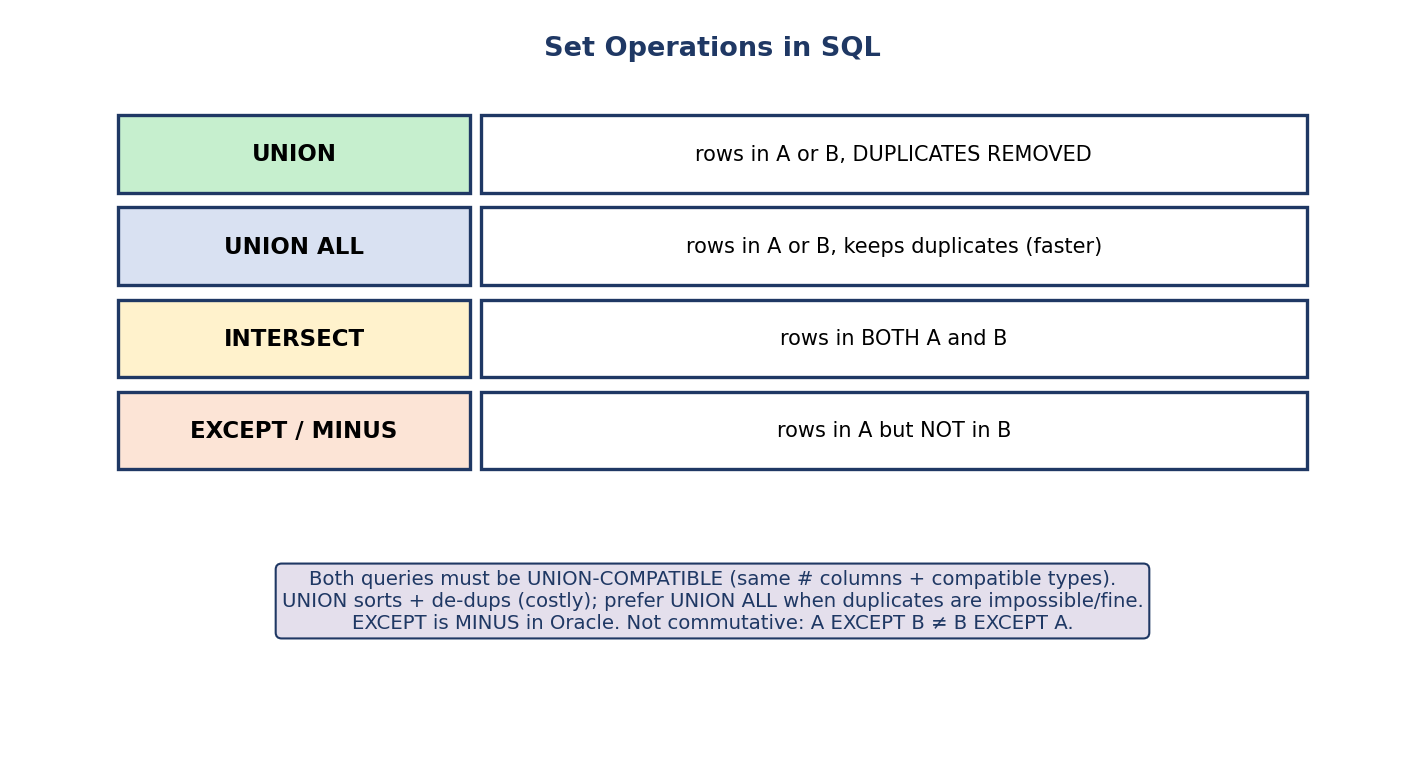 Set Operations in SQL
UNION
rows in A or B, DUPLICATES REMOVED
UNION ALL
rows in A or B, keeps duplicates (faster)
INTERSECT
rows in BOTH A and B
EXCEPT / MINUS
rows in A but NOT in B
Both queries must be UNION-COMPATIBLE (same # columns + compatible types).
UNION sorts + de-dups (costly); prefer UNION ALL when duplicates are impossible/fine.
EXCEPT is MINUS in Oracle. Not commutative: A EXCEPT B ≠ B EXCEPT A.